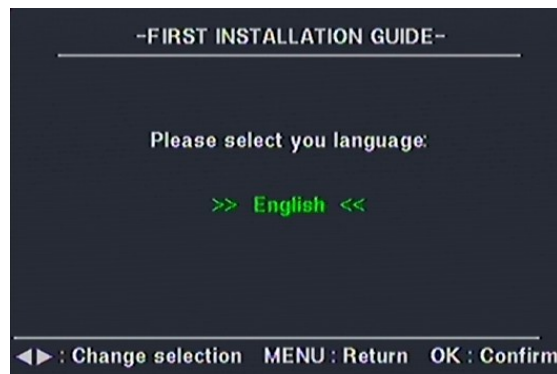 -FIRST INSTALLATION GUIDE-
Please select you language:
>> English <<
◀▶ : Change selection MENU : Return OK : Confirm